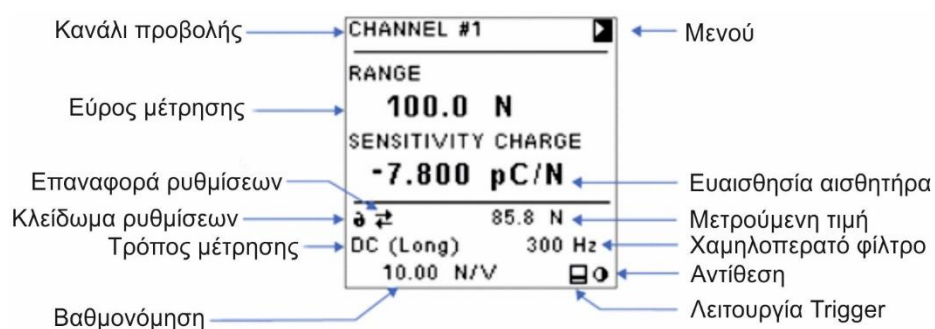 Κανάλι προβολής
CHANNEL #1
Μενού
RANGE
Εύρος μέτρησης
100.0 N
SENSITIVITY CHARGE
-7.800 pC/N
Επαναφορά ρυθμίσεων
Ευαισθησία αισθητήρα
Κλείδωμα ρυθμίσεων
85.8 N
Μετρούμενη τιμή
Τρόπος μέτρησης
DC (Long)
300 Hz
Χαμηλοπερατό φίλτρο
10.00 N/V
Αντίθεση
Βαθμονόμηση
Λειτουργία Trigger